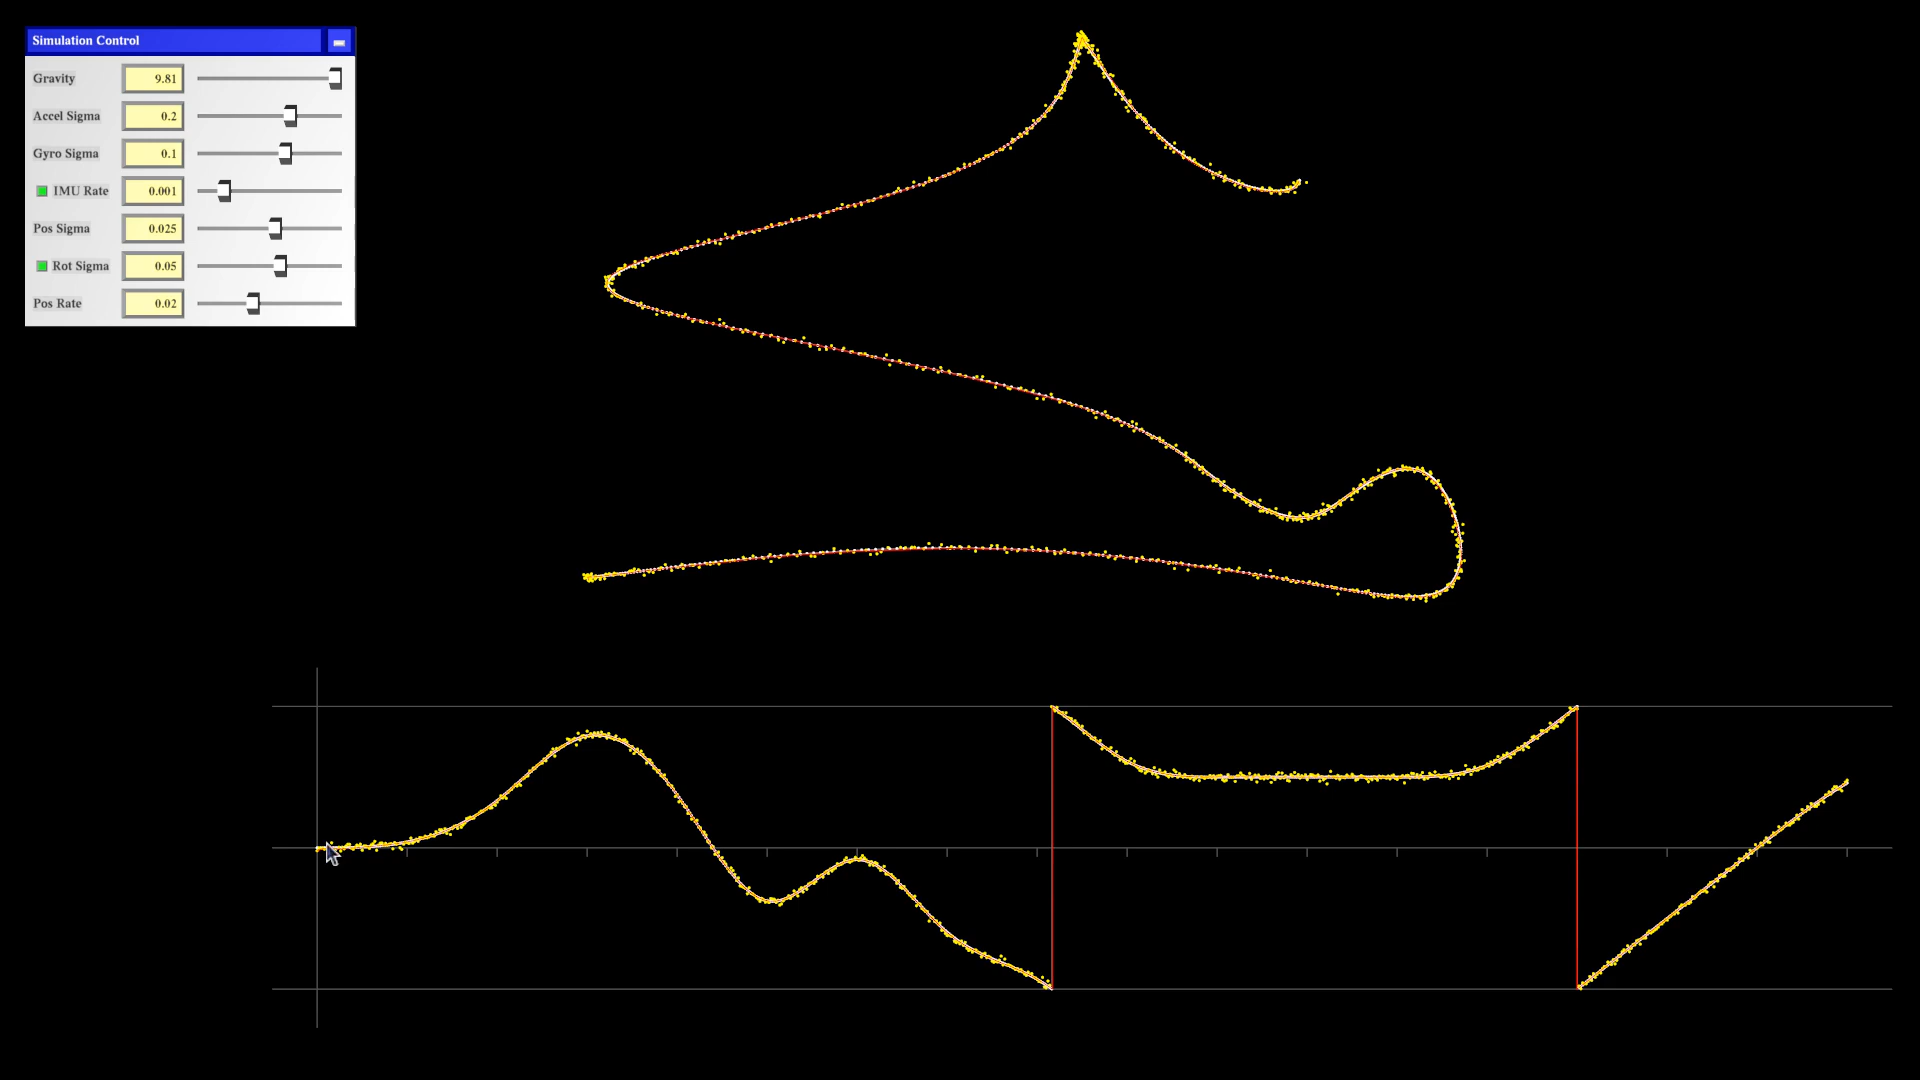 Simulation Control
Gravity 9.81
Accel Sigma 0.2
Gyro Sigma 0.1
IMU Rate 0.001
Pos Sigma 0.025
Rot Sigma 0.05
Pos Rate 0.02